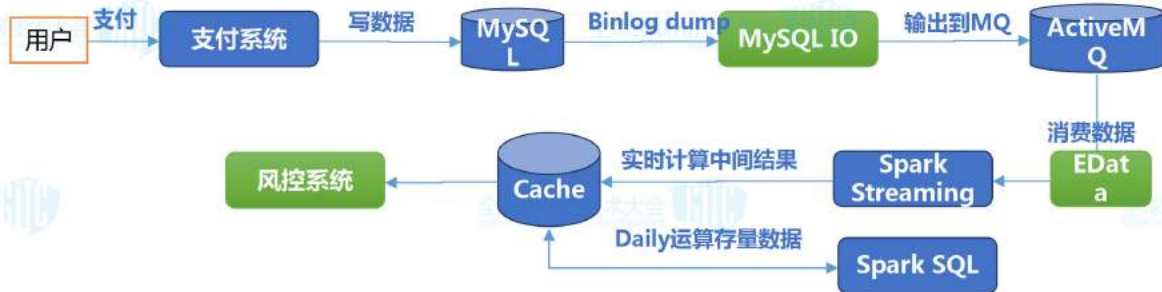 用户
支付
支付系统
写数据
MySQ
L
Binlog dump
MySQL IO
输出到MQ
ActiveM
Q
消费数据
EDat
a
Spark
Streaming
实时计算中间结果
Cache
风控系统
Daily运算存量数据
Spark SQL